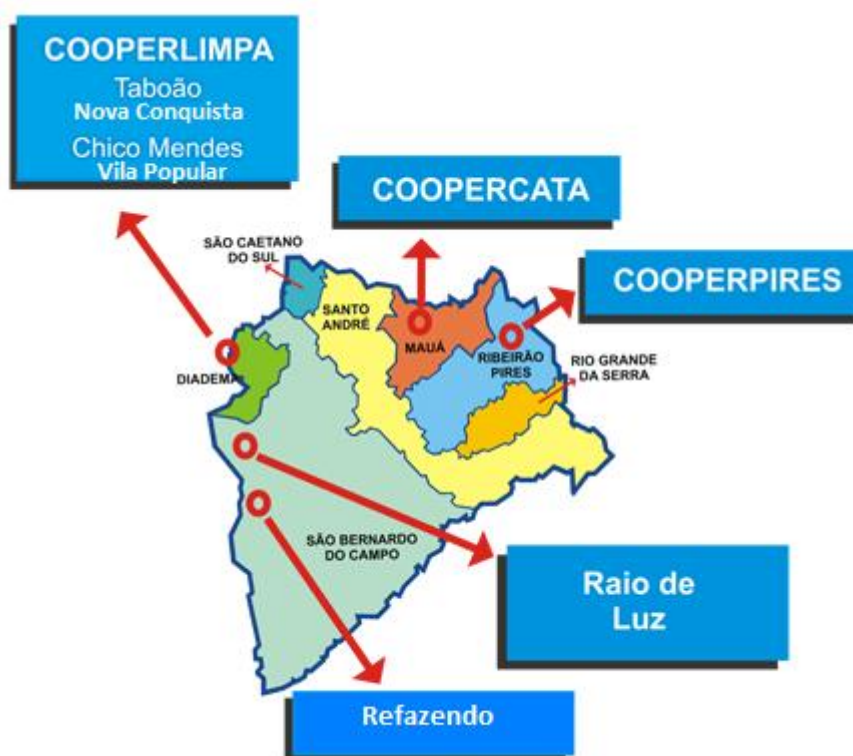 COOPERLIMPA
Taboão
Nova Conquista
Chico Mendes
Vila Popular
COOPERCATA
COOPERPIRES
SÃO CAETANO
DO SUL
SANTO
ANDRÉ
MAUÁ
RIBEIRÃO
PIRES
RIO GRANDE
DA SERRA
DIADEMA
SÃO BERNARDO
DO CAMPO
Raio de
Luz
Refazendo